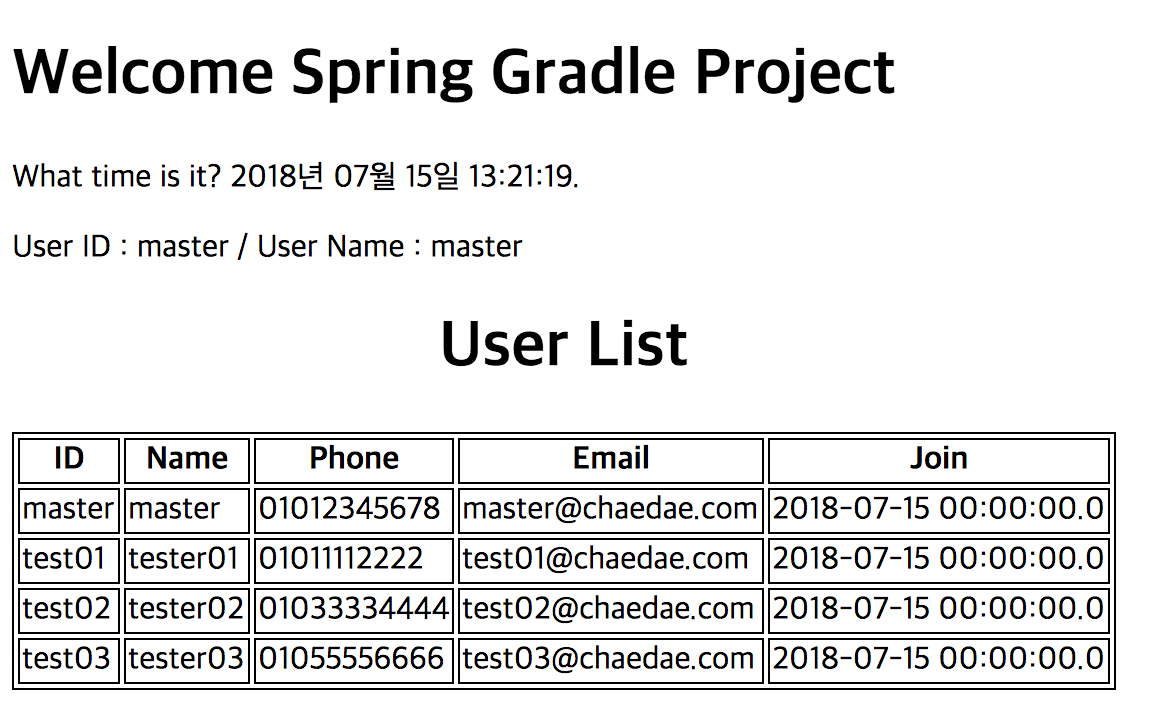 Welcome Spring Gradle Project
What time is it? 2018년 07월 15일 13:21:19.
User ID : master / User Name : master
User List
ID Name Phone Email Join
master master 01012345678 master@chaedae.com 2018-07-15 00:00:00.0
test01 tester01 01011112222 test01@chaedae.com 2018-07-15 00:00:00.0
test02 tester02 01033334444 test02@chaedae.com 2018-07-15 00:00:00.0
test03 tester03 01055556666 test03@chaedae.com 2018-07-15 00:00:00.0